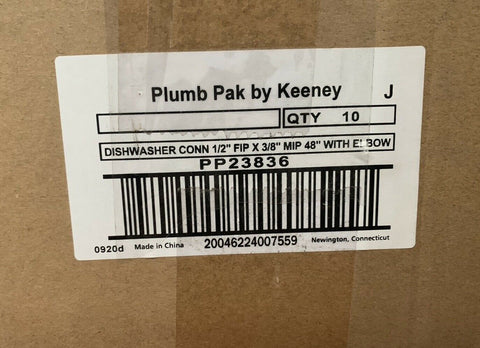 Plumb Pak by Keeney J
QTY 10
DISHWASHER CONN 1/2" FIP X 3/8" MIP 48" WITH ELBOW
PP23836
0920d Made in China 20046224007559 Newington, Connecticut